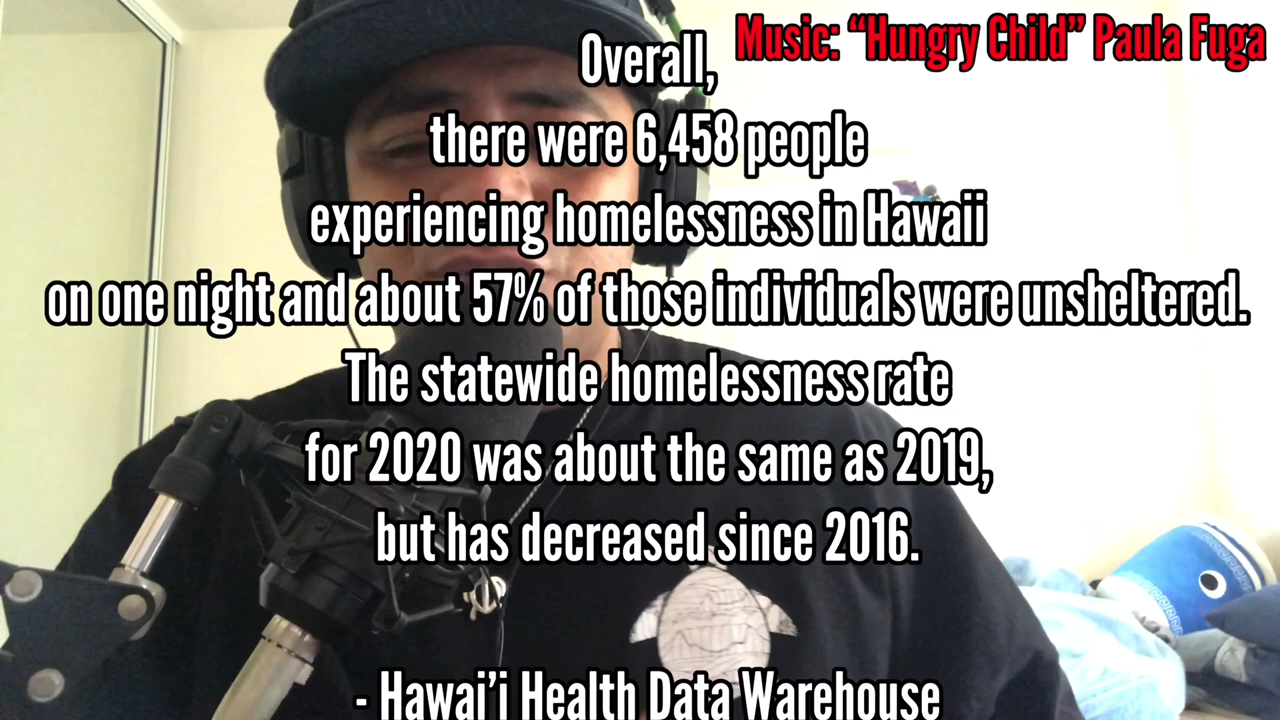 Music: “Hungry Child” Paula Fuga
Overall,
there were 6,458 people
experiencing homelessness in Hawaii
on one night and about 57% of those individuals were unsheltered.
The statewide homelessness rate
for 2020 was about the same as 2019,
but has decreased since 2016.
- Hawai’i Health Data Warehouse